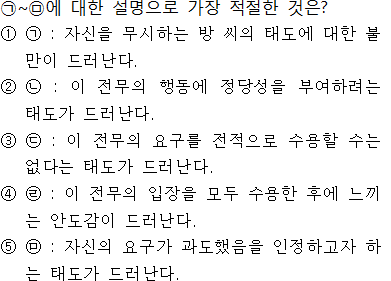 ㉠~㉤에 대한 설명으로 가장 적절한 것은?
① ㉠ : 자신을 무시하는 방 씨의 태도에 대한 불
만이 드러난다.
② ㉡ : 이 전무의 행동에 정당성을 부여하려는
태도가 드러난다.
③ ㉢ : 이 전무의 요구를 전적으로 수용할 수는
없다는 태도가 드러난다.
④ ㉣ : 이 전무의 입장을 모두 수용한 후에 느끼
는 안도감이 드러난다.
⑤ ㉤ : 자신의 요구가 과도했음을 인정하고자 하
는 태도가 드러난다.